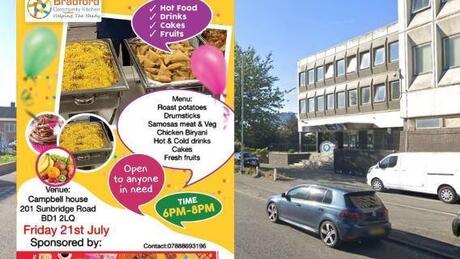 Bradford
Community Kitchen
Helping The Needy
✓ Hot Food
✓ Drinks
✓ Cakes
✓ Fruits
Menu:
Roast potatoes
Drumsticks
Samosas meat & Veg
Chicken Biryani
Hot & Cold drinks
Cakes
Fresh fruits
Open
to anyone
in need
TIME
6PM-8PM
Venue:
Campbell house
201 Sunbridge Road
BD1 2LQ
Friday 21st July
Sponsored by:
Contact:07888693196